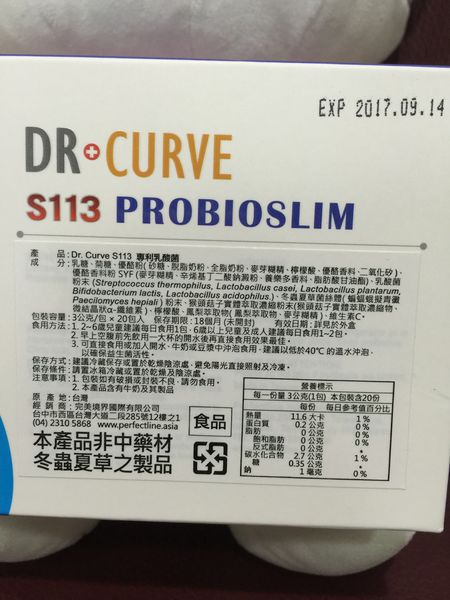 EXP 2017.09.14
DR CURVE
S113 PROBIOSLIM
產 品:Dr. Curve S113 專利乳酸菌
成 分:乳糖、菊糖、優酪粉(砂糖、脫脂奶粉、全脂奶粉、麥芽糊精、檸檬酸、優酪香料、二氧化矽)、
優酪香料粉 SYF (麥芽糊精、辛烯基丁二酸鈉澱粉、養樂多香料、脂肪酸甘油酯)、乳酸菌
粉末 (Streptococcus thermophilus, Lactobacillus casei, Lactobacillus plantarum,
Bifidobacterium lactis, Lactobacillus acidophilus)、冬蟲夏草菌絲體(蝙蝠蛾擬青黴
Paecilomyces hepiali)粉末、猴頭菇子實體萃取濃縮粉末(猴頭菇子實體萃取濃縮物、
微結晶狀α-纖維素)、檸檬酸、鳳梨萃取物(鳳梨萃取物、麥芽糊精)、維生素C。
包裝容量:3公克/包 x 20包入 保存期限:18個月(未開封) 有效日期:詳見於外盒
食用方法:1. 2~6歲兒童建議每日食用1包,6歲以上兒童及成人建議每日食用1~2包。
2. 早上空腹前先飲用一大杯的開水後再直接食用效果最佳。
3. 可直接食用或加入開水、牛奶或豆漿中沖泡食用。建議以低於40℃ 的溫水沖泡,
以確保益生菌活性。
保存方式:建議冷藏保存或置於乾燥陰涼處,避免陽光直接照射及冷凍。
保存條件:請置冰箱冷藏或置於乾燥及陰涼處。
注意事項:1. 包裝如有破損或封裝不良,請勿食用。
2. 本產品含有牛奶及其製品
原 產 地:台灣
經 銷 商:完美境界國際有限公司
台中市西區台灣大道二段285號12樓之1
(04) 2310 5868 www.perfectline.asia
食品
本產品非中藥材
冬蟲夏草之製品
營養標示
每一份量 3公克(1包) 本包裝含20份
每份 每日參考值百分比
熱量 11.6 大卡 1%
蛋白質 0.2 公克 0%
脂肪 0 公克 0%
飽和脂肪 0 公克 0%
反式脂肪 0 公克 *
碳水化合物 2.7 公克 1%
糖 0.35 公克 *
鈉 1 毫克 0%